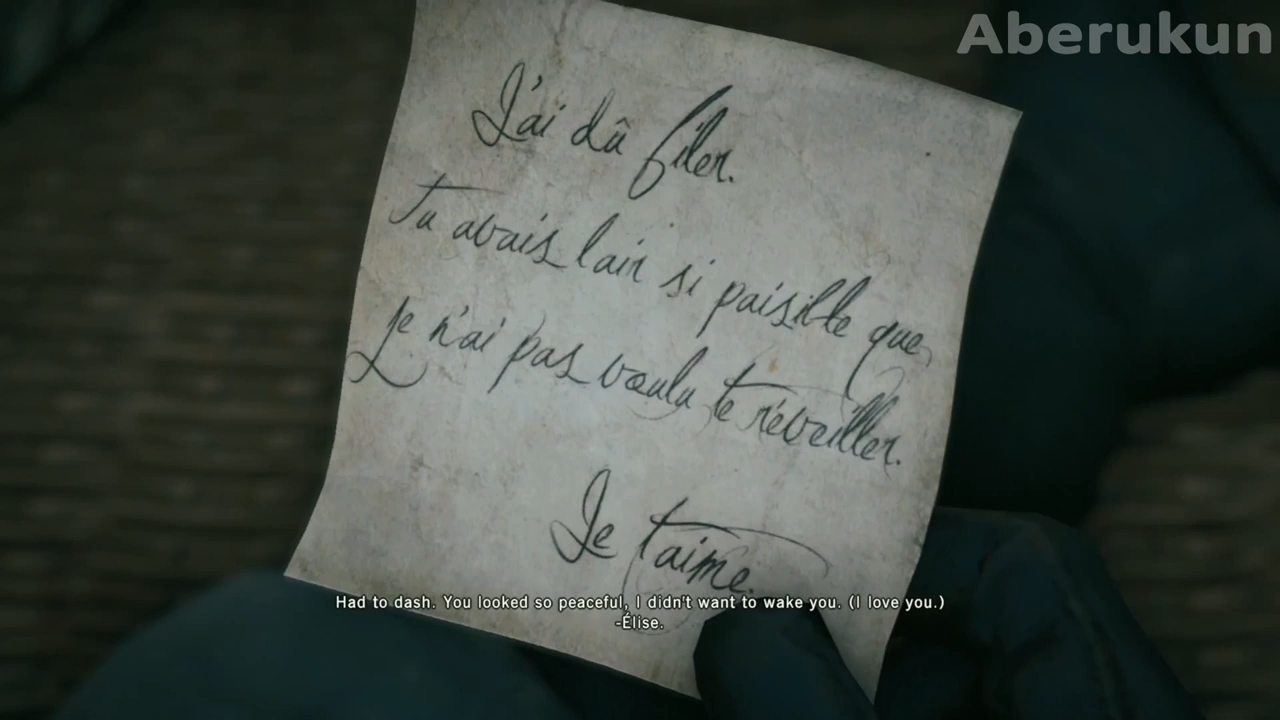 Aberukun
J'ai dû filer.
tu avais l'air si paisible que
je n'ai pas voulu te réveiller.
Je t'aime.
Had to dash. You looked so peaceful, I didn't want to wake you. (I love you.)
-Élise.